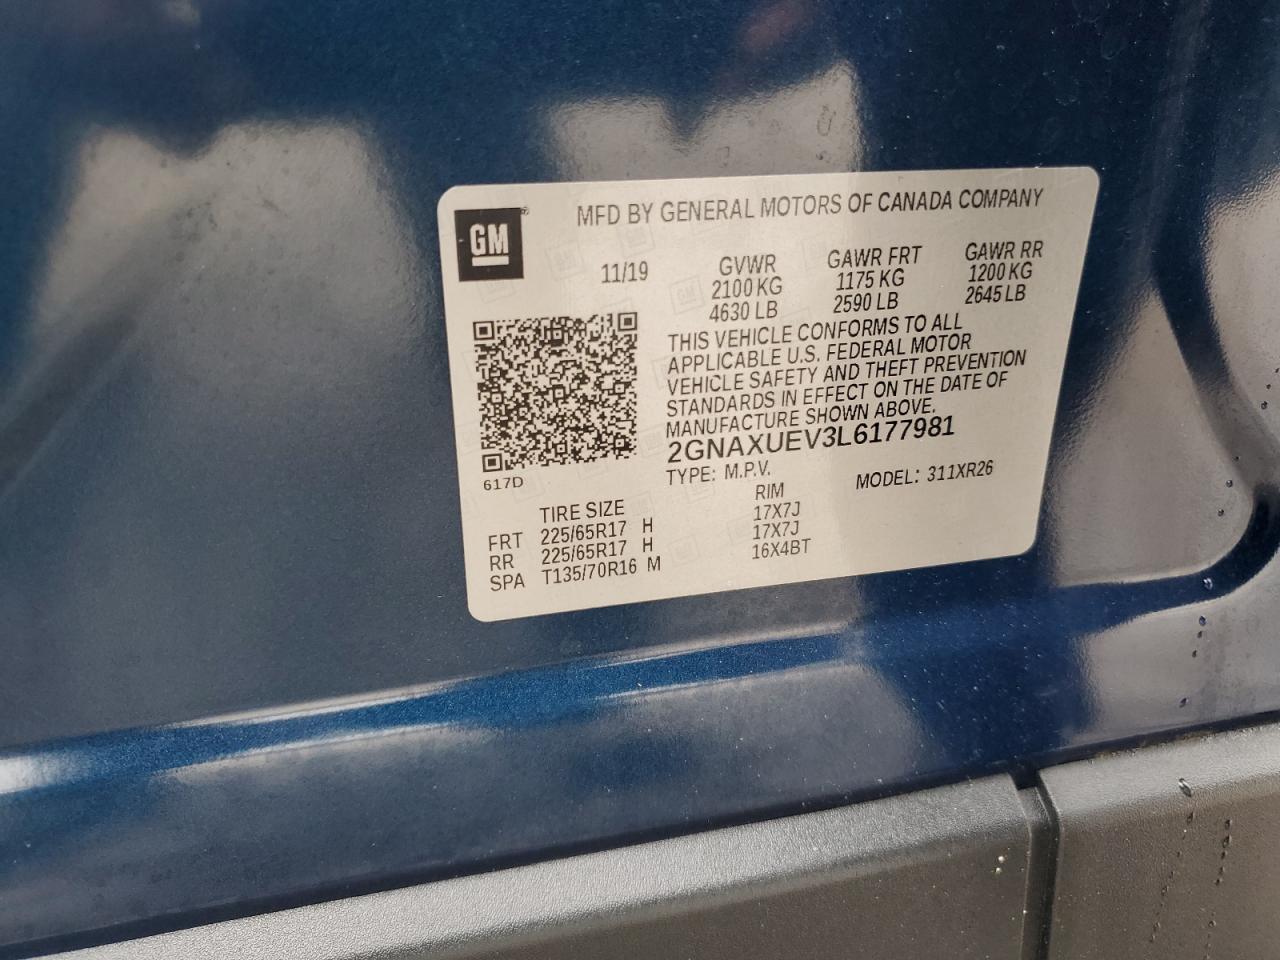 GM
MFD BY GENERAL MOTORS OF CANADA COMPANY
11/19
GVWR
2100 KG
4630 LB
GAWR FRT
1175 KG
2590 LB
GAWR RR
1200 KG
2645 LB
THIS VEHICLE CONFORMS TO ALL
APPLICABLE U.S. FEDERAL MOTOR
VEHICLE SAFETY AND THEFT PREVENTION
STANDARDS IN EFFECT ON THE DATE OF
MANUFACTURE SHOWN ABOVE.
2GNAXUEV3L6177981
TYPE: M.P.V. MODEL: 311XR26
617D
TIRE SIZE RIM
FRT 225/65R17 H 17X7J
RR 225/65R17 H 17X7J
SPA T135/70R16 M 16X4BT